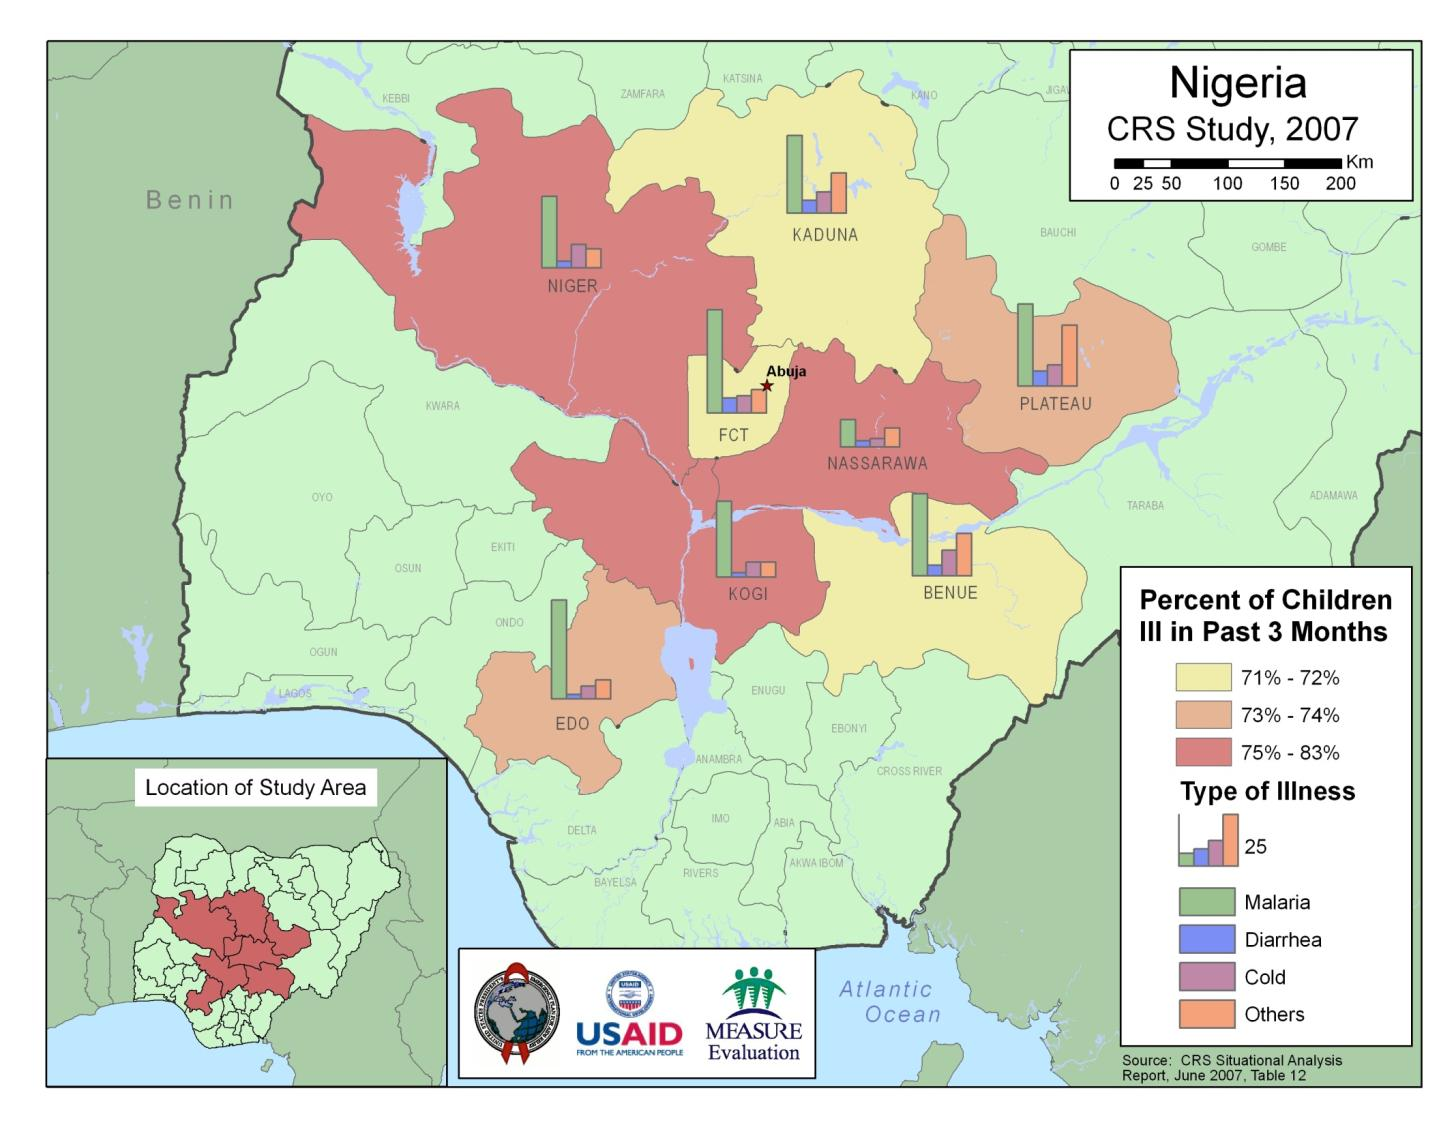 Nigeria
CRS Study, 2007
Km
0 25 50 100 150 200
KATSINA
ZAMFARA
KEBBI
KANO
JIGAW
Benin
KADUNA
BAUCHI
GOMBE
NIGER
Abuja
PLATEAU
KWARA
FCT
NASSARAWA
OYO
TARABA
ADAMAWA
EKITI
OSUN
KOGI
BENUE
ONDO
OGUN
LAGOS
ENUGU
EDO
EBONYI
ANAMBRA
CROSS RIVER
IMO
ABIA
DELTA
AKWA IBOM
RIVERS
BAYELSA
Atlantic
Ocean
Percent of Children
Ill in Past 3 Months
71% - 72%
73% - 74%
75% - 83%
Type of Illness
25
Malaria
Diarrhea
Cold
Others
Source: CRS Situational Analysis
Report, June 2007, Table 12
Location of Study Area
USAID
USAID
FROM THE AMERICAN PEOPLE
MEASURE
Evaluation